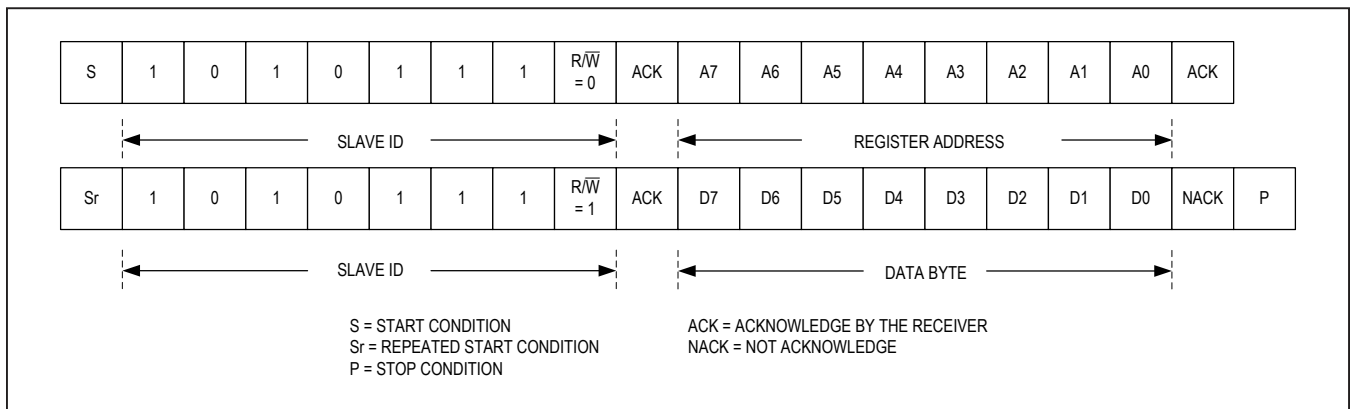 S 1 0 1 0 1 1 1 R/W̅ = 0 ACK A7 A6 A5 A4 A3 A2 A1 A0 ACK
SLAVE ID REGISTER ADDRESS
Sr 1 0 1 0 1 1 1 R/W̅ = 1 ACK D7 D6 D5 D4 D3 D2 D1 D0 NACK P
SLAVE ID DATA BYTE
S = START CONDITION ACK = ACKNOWLEDGE BY THE RECEIVER
Sr = REPEATED START CONDITION NACK = NOT ACKNOWLEDGE
P = STOP CONDITION